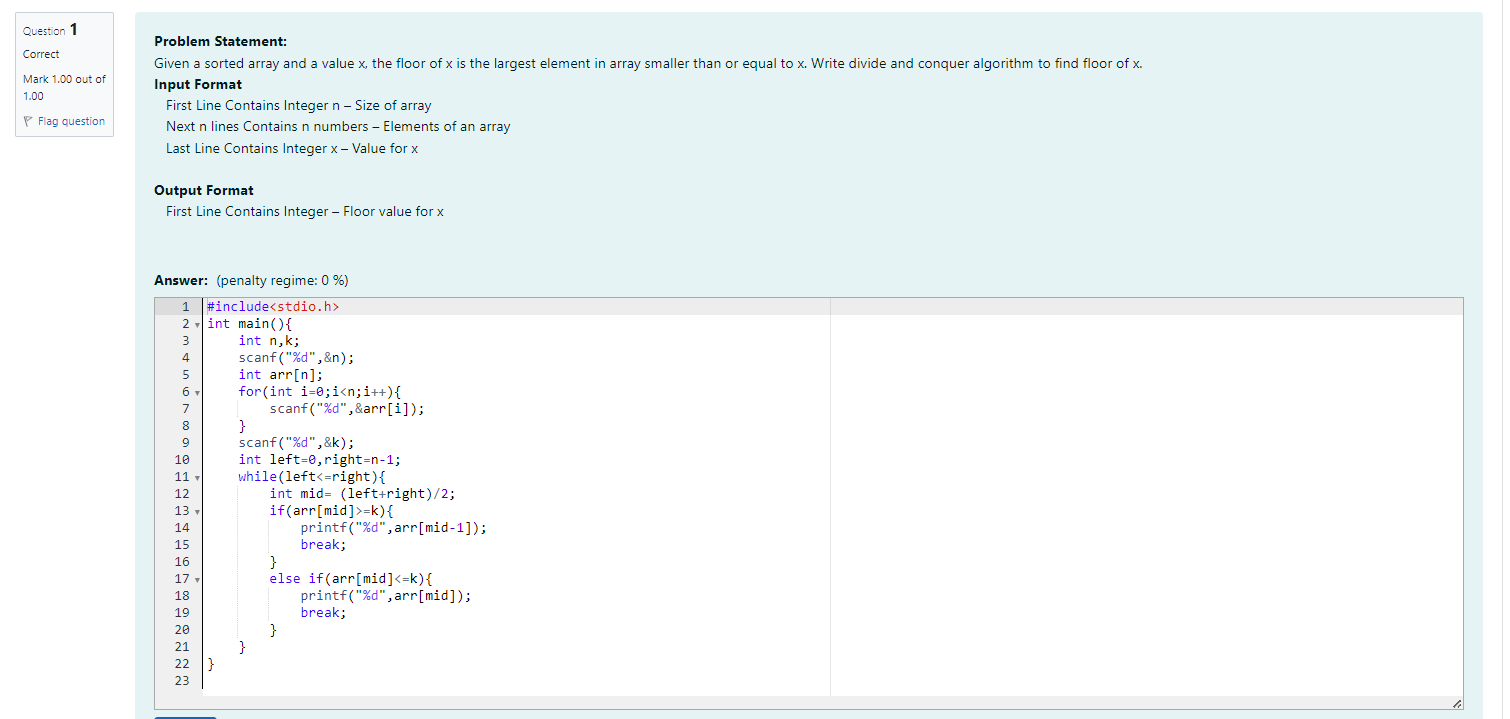 Question 1
Correct
Mark 1.00 out of
1.00
Flag question
Problem Statement:
Given a sorted array and a value x, the floor of x is the largest element in array smaller than or equal to x. Write divide and conquer algorithm to find floor of x.
Input Format
First Line Contains Integer n – Size of array
Next n lines Contains n numbers – Elements of an array
Last Line Contains Integer x – Value for x
Output Format
First Line Contains Integer – Floor value for x
Answer: (penalty regime: 0 %)
1 #include<stdio.h>
2 int main(){
3     int n,k;
4     scanf("%d",&n);
5     int arr[n];
6     for(int i=0;i<n;i++){
7         scanf("%d",&arr[i]);
8     }
9     scanf("%d",&k);
10     int left=0,right=n-1;
11     while(left<=right){
12         int mid= (left+right)/2;
13         if(arr[mid]>=k){
14             printf("%d",arr[mid-1]);
15             break;
16         }
17         else if(arr[mid]<=k){
18             printf("%d",arr[mid]);
19             break;
20         }
21     }
22 }
23